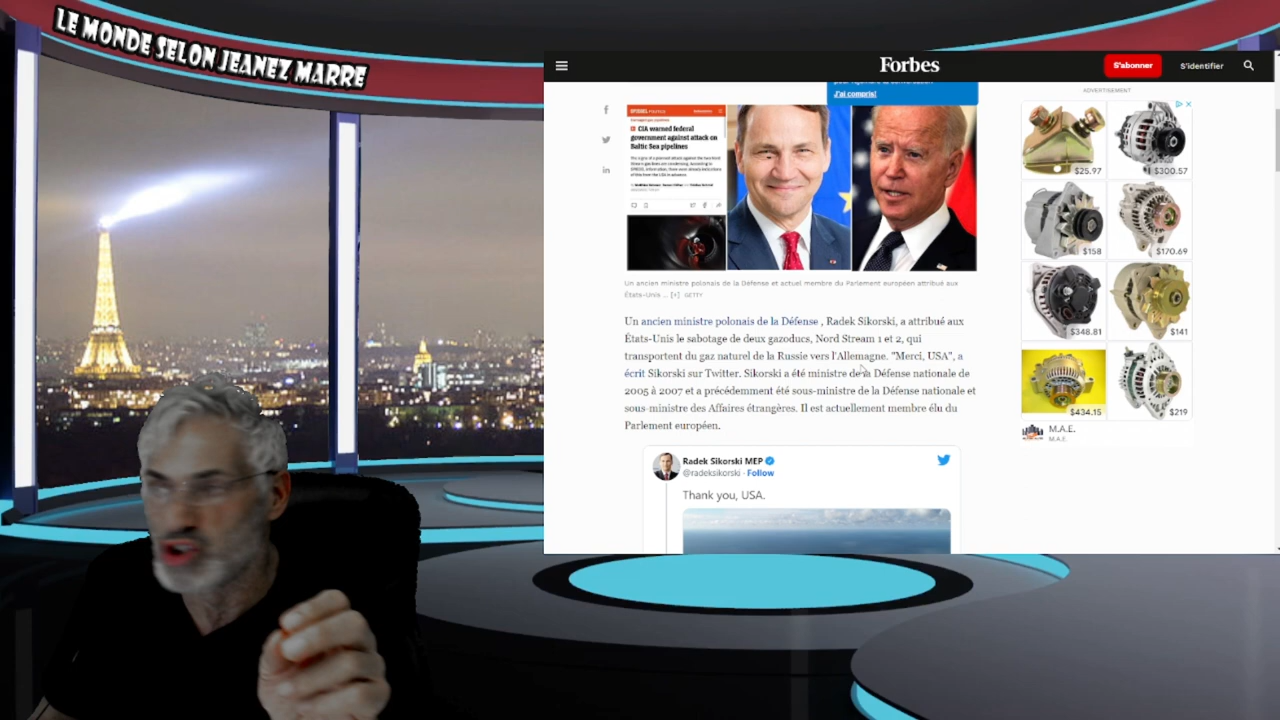 LE MONDE SELON JEANEZ MARRE
Forbes
S'abonner
S'identifier
J'ai compris!
ADVERTISEMENT
SPIEGEL
CIA warned federal
government against attack on
Baltic Sea pipelines
$25.97
$300.57
$158
$170.69
$348.81
$141
$434.15
$219
M.A.E.
M.A.E.
Un ancien ministre polonais de la Défense et actuel membre du Parlement européen attribué aux
États-Unis ... [+] GETTY
Un ancien ministre polonais de la Défense , Radek Sikorski, a attribué aux
États-Unis le sabotage de deux gazoducs, Nord Stream 1 et 2, qui
transportent du gaz naturel de la Russie vers l'Allemagne. "Merci, USA", a
écrit Sikorski sur Twitter. Sikorski a été ministre de la Défense nationale de
2005 à 2007 et a précédemment été sous-ministre de la Défense nationale et
sous-ministre des Affaires étrangères. Il est actuellement membre élu du
Parlement européen.
Radek Sikorski MEP
@radeksikorski · Follow
Thank you, USA.